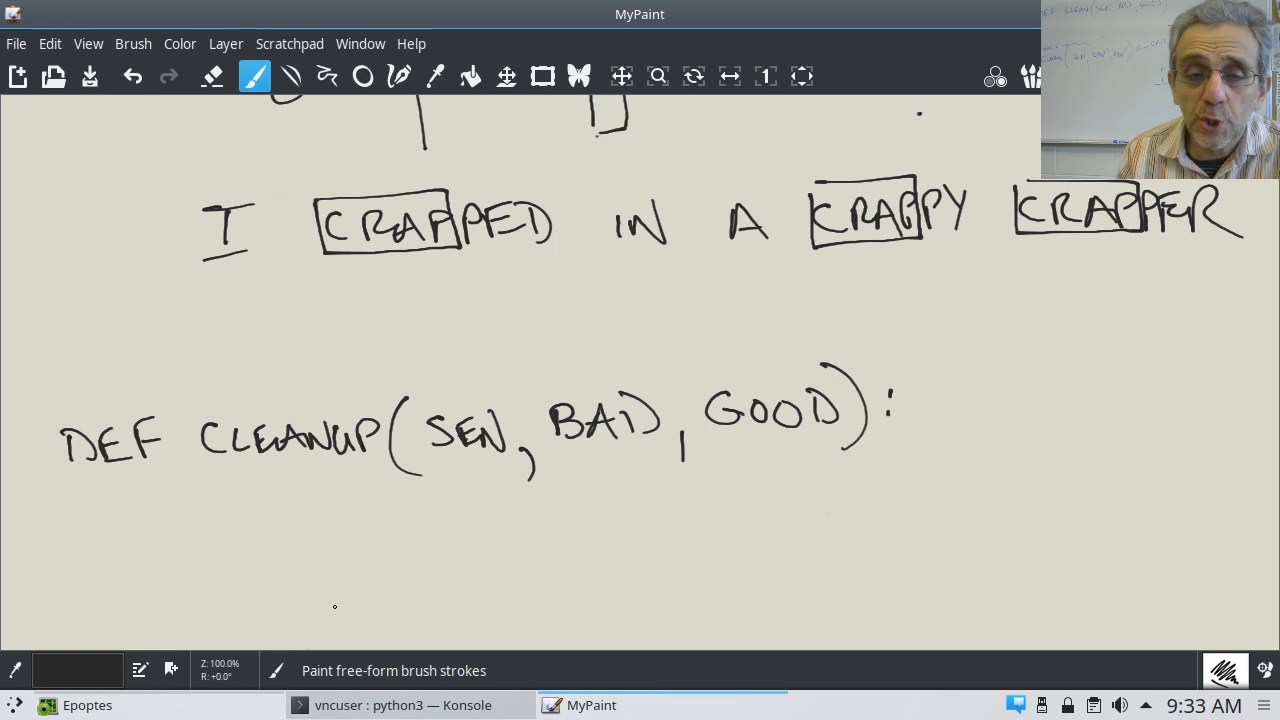 MyPaint
File Edit View Brush Color Layer Scratchpad Window Help
I CRAPPED IN A CRAPPY CRAPPER
DEF CLEANUP(SEN, BAD, GOOD):
Z: 100.0%
R: +0.0°
Paint free-form brush strokes
Epoptes
vncuser : python3 — Konsole
MyPaint
9:33 AM